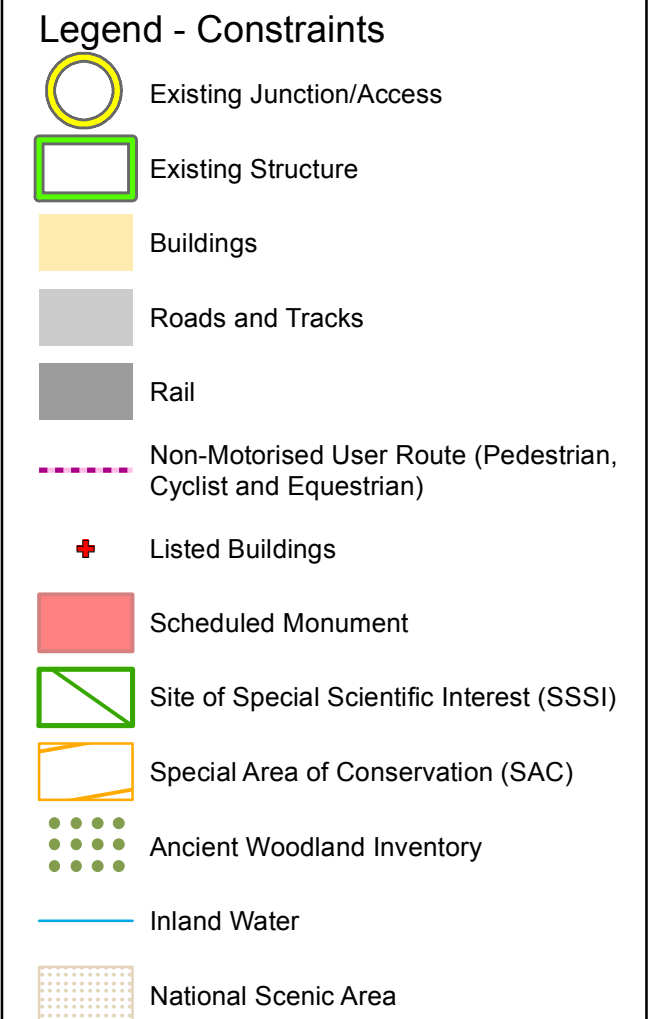 Legend - Constraints
Existing Junction/Access
Existing Structure
Buildings
Roads and Tracks
Rail
Non-Motorised User Route (Pedestrian,
Cyclist and Equestrian)
Listed Buildings
Scheduled Monument
Site of Special Scientific Interest (SSSI)
Special Area of Conservation (SAC)
Ancient Woodland Inventory
Inland Water
National Scenic Area